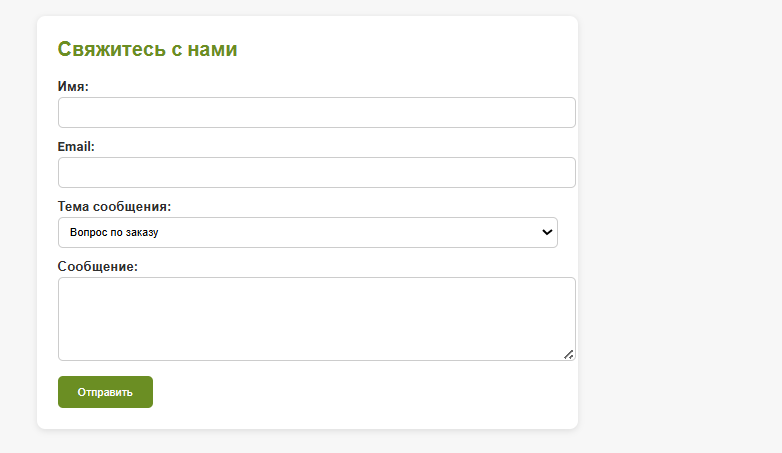 Свяжитесь с нами
Имя:
Email:
Тема сообщения:
Вопрос по заказу
Сообщение:
Отправить